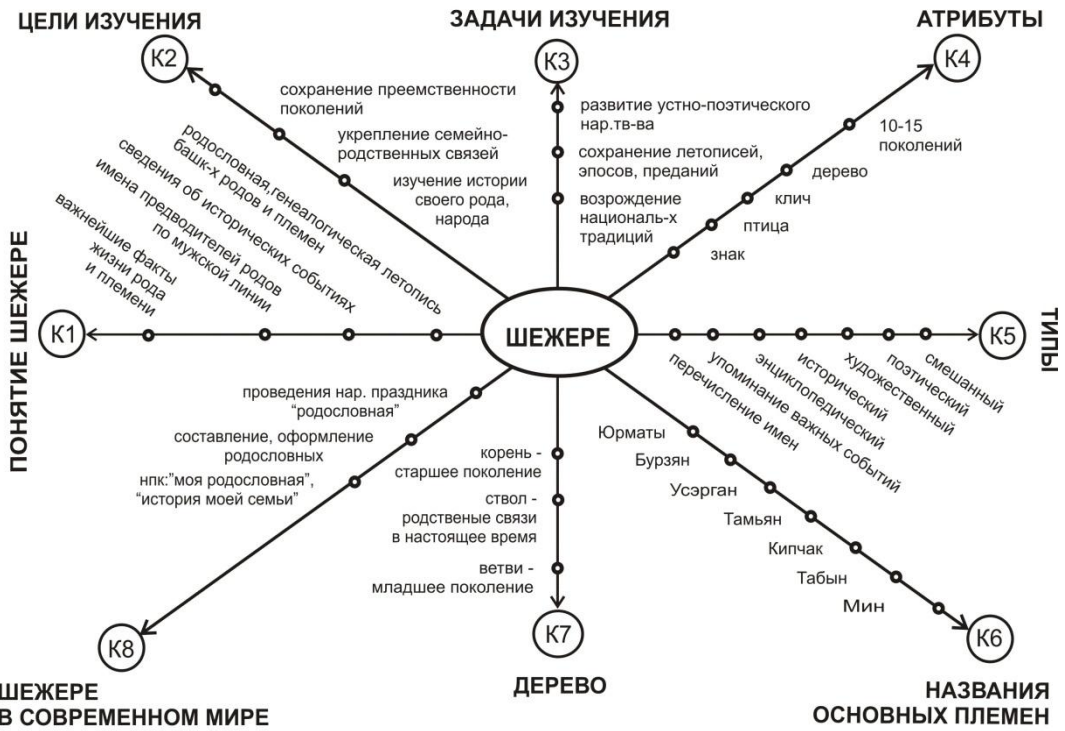 ЦЕЛИ ИЗУЧЕНИЯ
К2
сохранение преемственности
поколений
укрепление семейно-
родственных связей
изучение истории
своего рода,
народа
ЗАДАЧИ ИЗУЧЕНИЯ
К3
развитие устно-поэтического
нар.тв-ва
сохранение летописей,
эпосов, преданий
возрождение
националь-х
традиций
АТРИБУТЫ
К4
10-15
поколений
дерево
клич
птица
знак
ПОНЯТИЕ ШЕЖЕРЕ
К1
важнейшие факты
жизни рода
и племени
имена предводителей родов
по мужской линии
сведения об исторических событиях
родословная,генеалогическая летопись
башк-х родов и племен
ШЕЖЕРЕ
ТИПЫ
К5
перечисление имен
упоминание важных событий
энциклопедический
исторический
художественный
поэтический
смешанный
проведения нар. праздника
“родословная”
составление, оформление
родословных
нпк:”моя родословная”,
“история моей семьи”
К8
ШЕЖЕРЕ
В СОВРЕМЕННОМ МИРЕ
корень -
старшее поколение
ствол -
родственые связи
в настоящее время
ветви -
младшее поколение
К7
ДЕРЕВО
Юрматы
Бурзян
Усэрган
Тамьян
Кипчак
Табын
Мин
К6
НАЗВАНИЯ
ОСНОВНЫХ ПЛЕМЕН